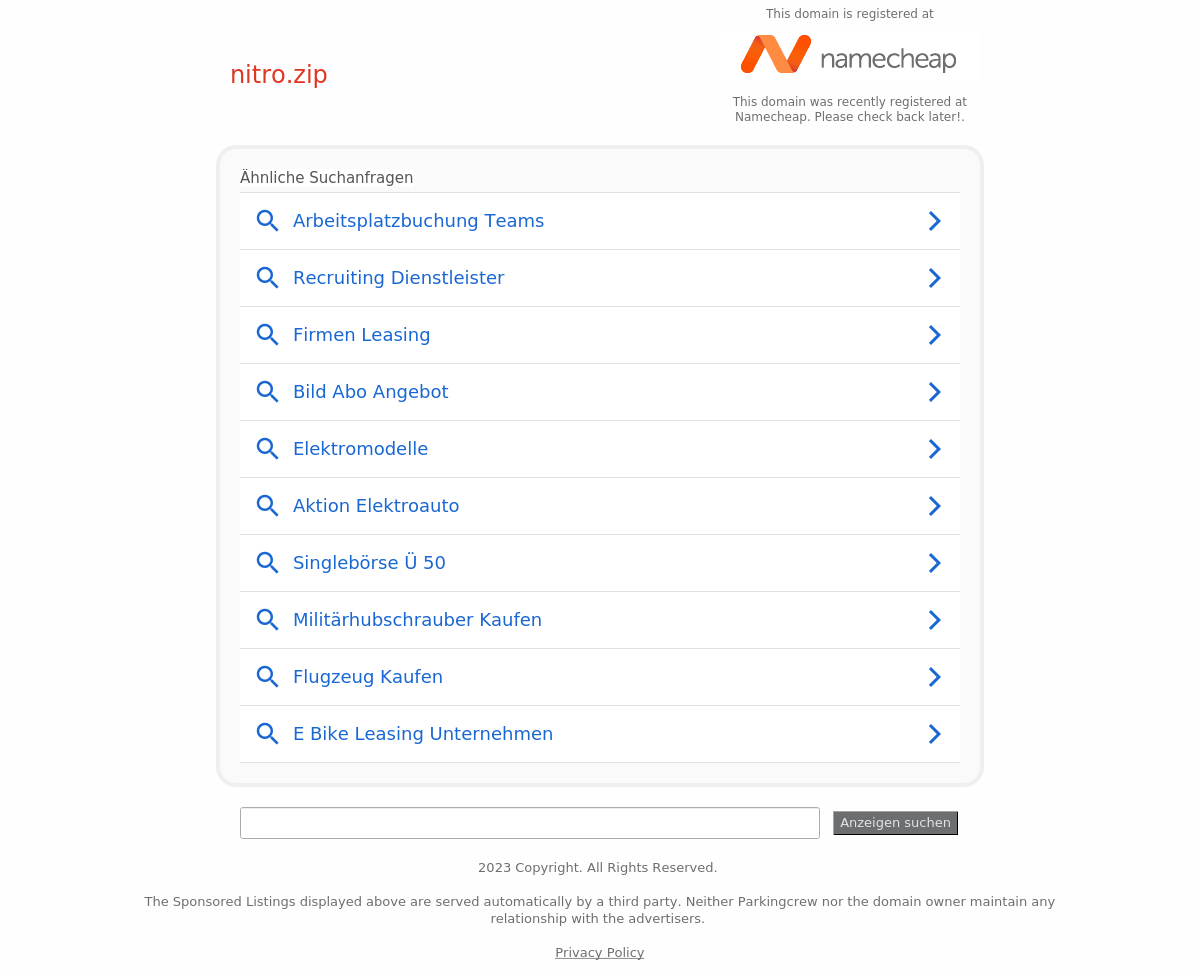 This domain is registered at
namecheap
nitro.zip
This domain was recently registered at
Namecheap. Please check back later!.
Ähnliche Suchanfragen
Arbeitsplatzbuchung Teams
Recruiting Dienstleister
Firmen Leasing
Bild Abo Angebot
Elektromodelle
Aktion Elektroauto
Singlebörse Ü 50
Militärhubschrauber Kaufen
Flugzeug Kaufen
E Bike Leasing Unternehmen
Anzeigen suchen
2023 Copyright. All Rights Reserved.
The Sponsored Listings displayed above are served automatically by a third party. Neither Parkingcrew nor the domain owner maintain any
relationship with the advertisers.
Privacy Policy